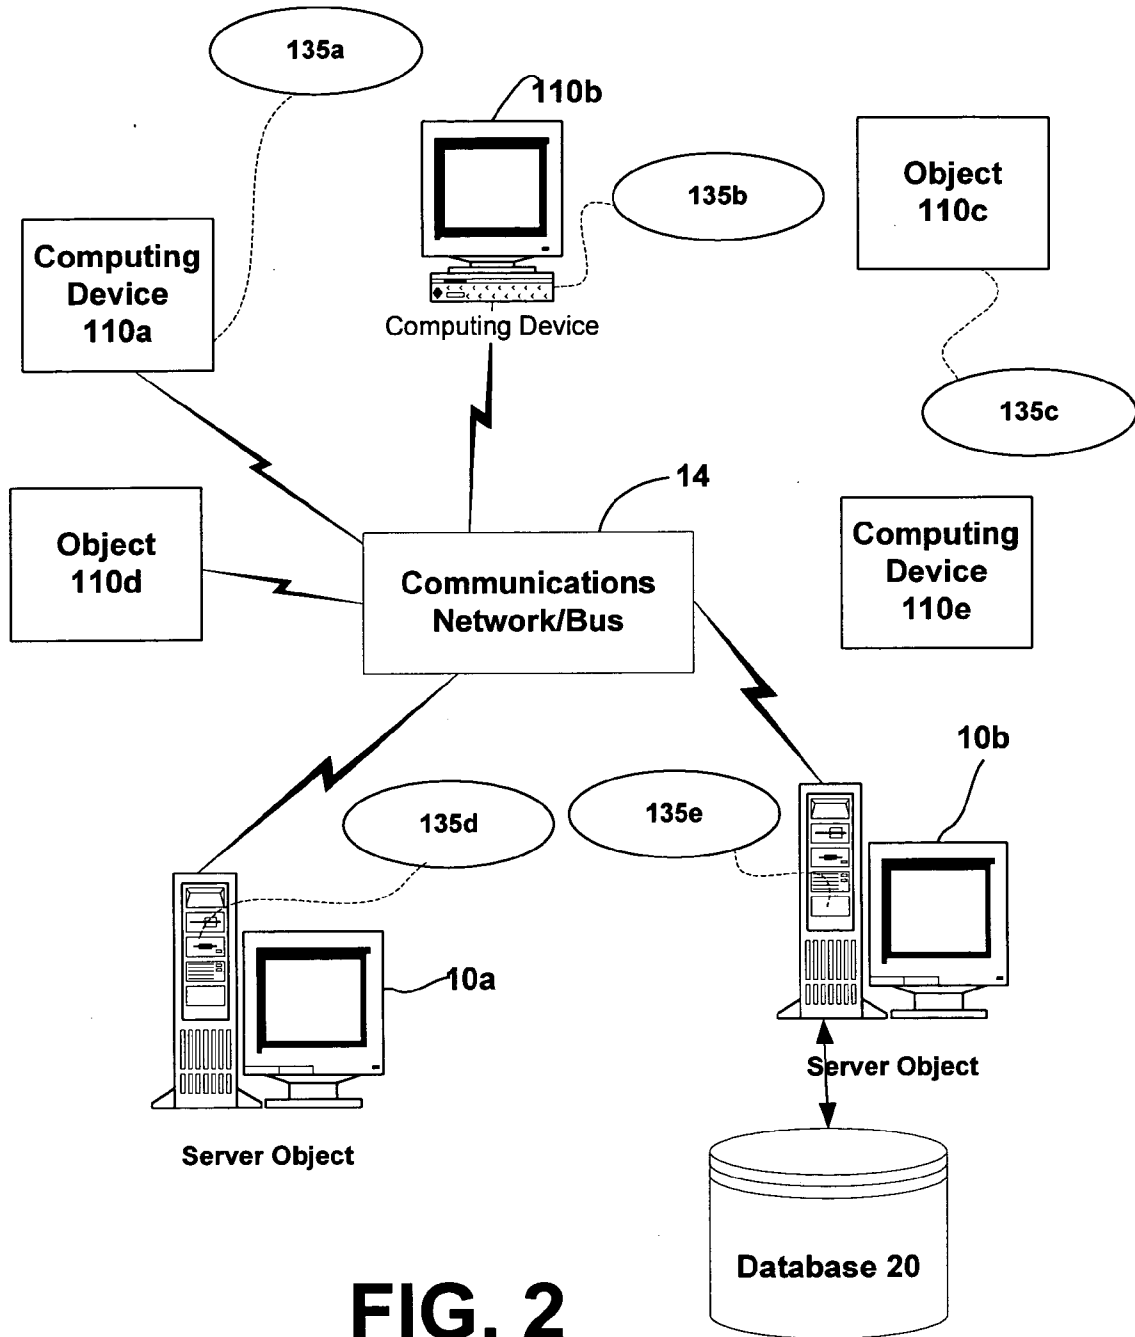 135a
110b
135b
Object
110c
Computing
Device
110a
Computing Device
135c
14
Object
110d
Communications
Network/Bus
Computing
Device
110e
10b
135d
135e
10a
Server Object
Server Object
Database 20
FIG. 2